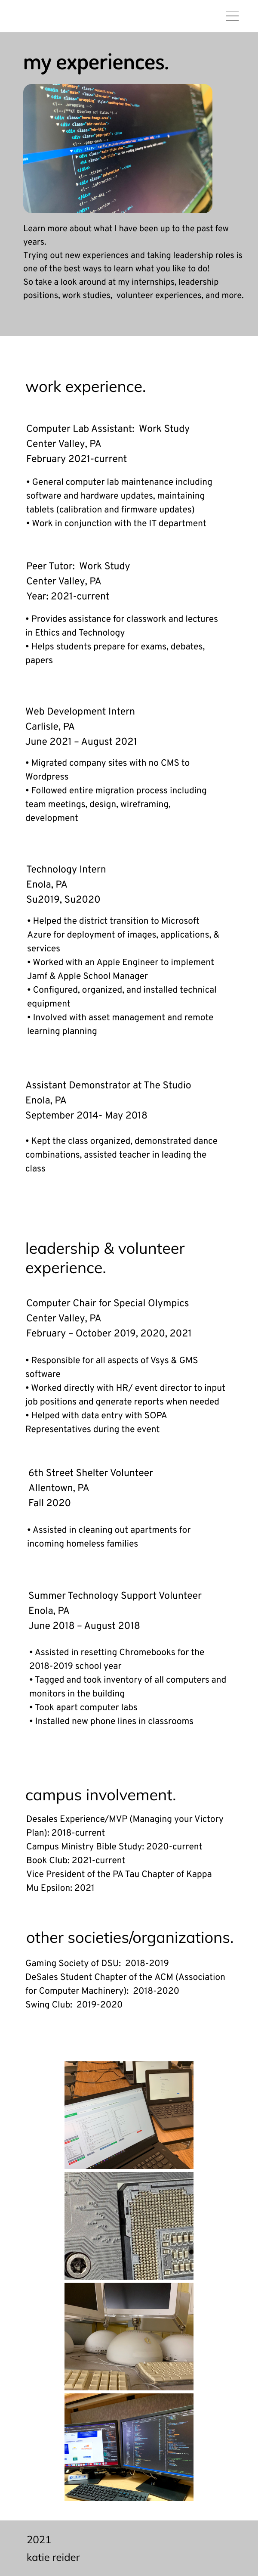 my experiences.
Learn more about what I have been up to the past few
years.
Trying out new experiences and taking leadership roles is
one of the best ways to learn what you like to do!
So take a look around at my internships, leadership
positions, work studies, volunteer experiences, and more.
work experience.
Computer Lab Assistant: Work Study
Center Valley, PA
February 2021-current
• General computer lab maintenance including
software and hardware updates, maintaining
tablets (calibration and firmware updates)
• Work in conjunction with the IT department
Peer Tutor: Work Study
Center Valley, PA
Year: 2021-current
• Provides assistance for classwork and lectures
in Ethics and Technology
• Helps students prepare for exams, debates,
papers
Web Development Intern
Carlisle, PA
June 2021 – August 2021
• Migrated company sites with no CMS to
Wordpress
• Followed entire migration process including
team meetings, design, wireframing,
development
Technology Intern
Enola, PA
Su2019, Su2020
• Helped the district transition to Microsoft
Azure for deployment of images, applications, &
services
• Worked with an Apple Engineer to implement
Jamf & Apple School Manager
• Configured, organized, and installed technical
equipment
• Involved with asset management and remote
learning planning
Assistant Demonstrator at The Studio
Enola, PA
September 2014- May 2018
• Kept the class organized, demonstrated dance
combinations, assisted teacher in leading the
class
leadership & volunteer
experience.
Computer Chair for Special Olympics
Center Valley, PA
February – October 2019, 2020, 2021
• Responsible for all aspects of Vsys & GMS
software
• Worked directly with HR/ event director to input
job positions and generate reports when needed
• Helped with data entry with SOPA
Representatives during the event
6th Street Shelter Volunteer
Allentown, PA
Fall 2020
• Assisted in cleaning out apartments for
incoming homeless families
Summer Technology Support Volunteer
Enola, PA
June 2018 – August 2018
• Assisted in resetting Chromebooks for the
2018-2019 school year
• Tagged and took inventory of all computers and
monitors in the building
• Took apart computer labs
• Installed new phone lines in classrooms
campus involvement.
Desales Experience/MVP (Managing your Victory
Plan): 2018-current
Campus Ministry Bible Study: 2020-current
Book Club: 2021-current
Vice President of the PA Tau Chapter of Kappa
Mu Epsilon: 2021
other societies/organizations.
Gaming Society of DSU: 2018-2019
DeSales Student Chapter of the ACM (Association
for Computer Machinery): 2018-2020
Swing Club: 2019-2020
2021
katie reider